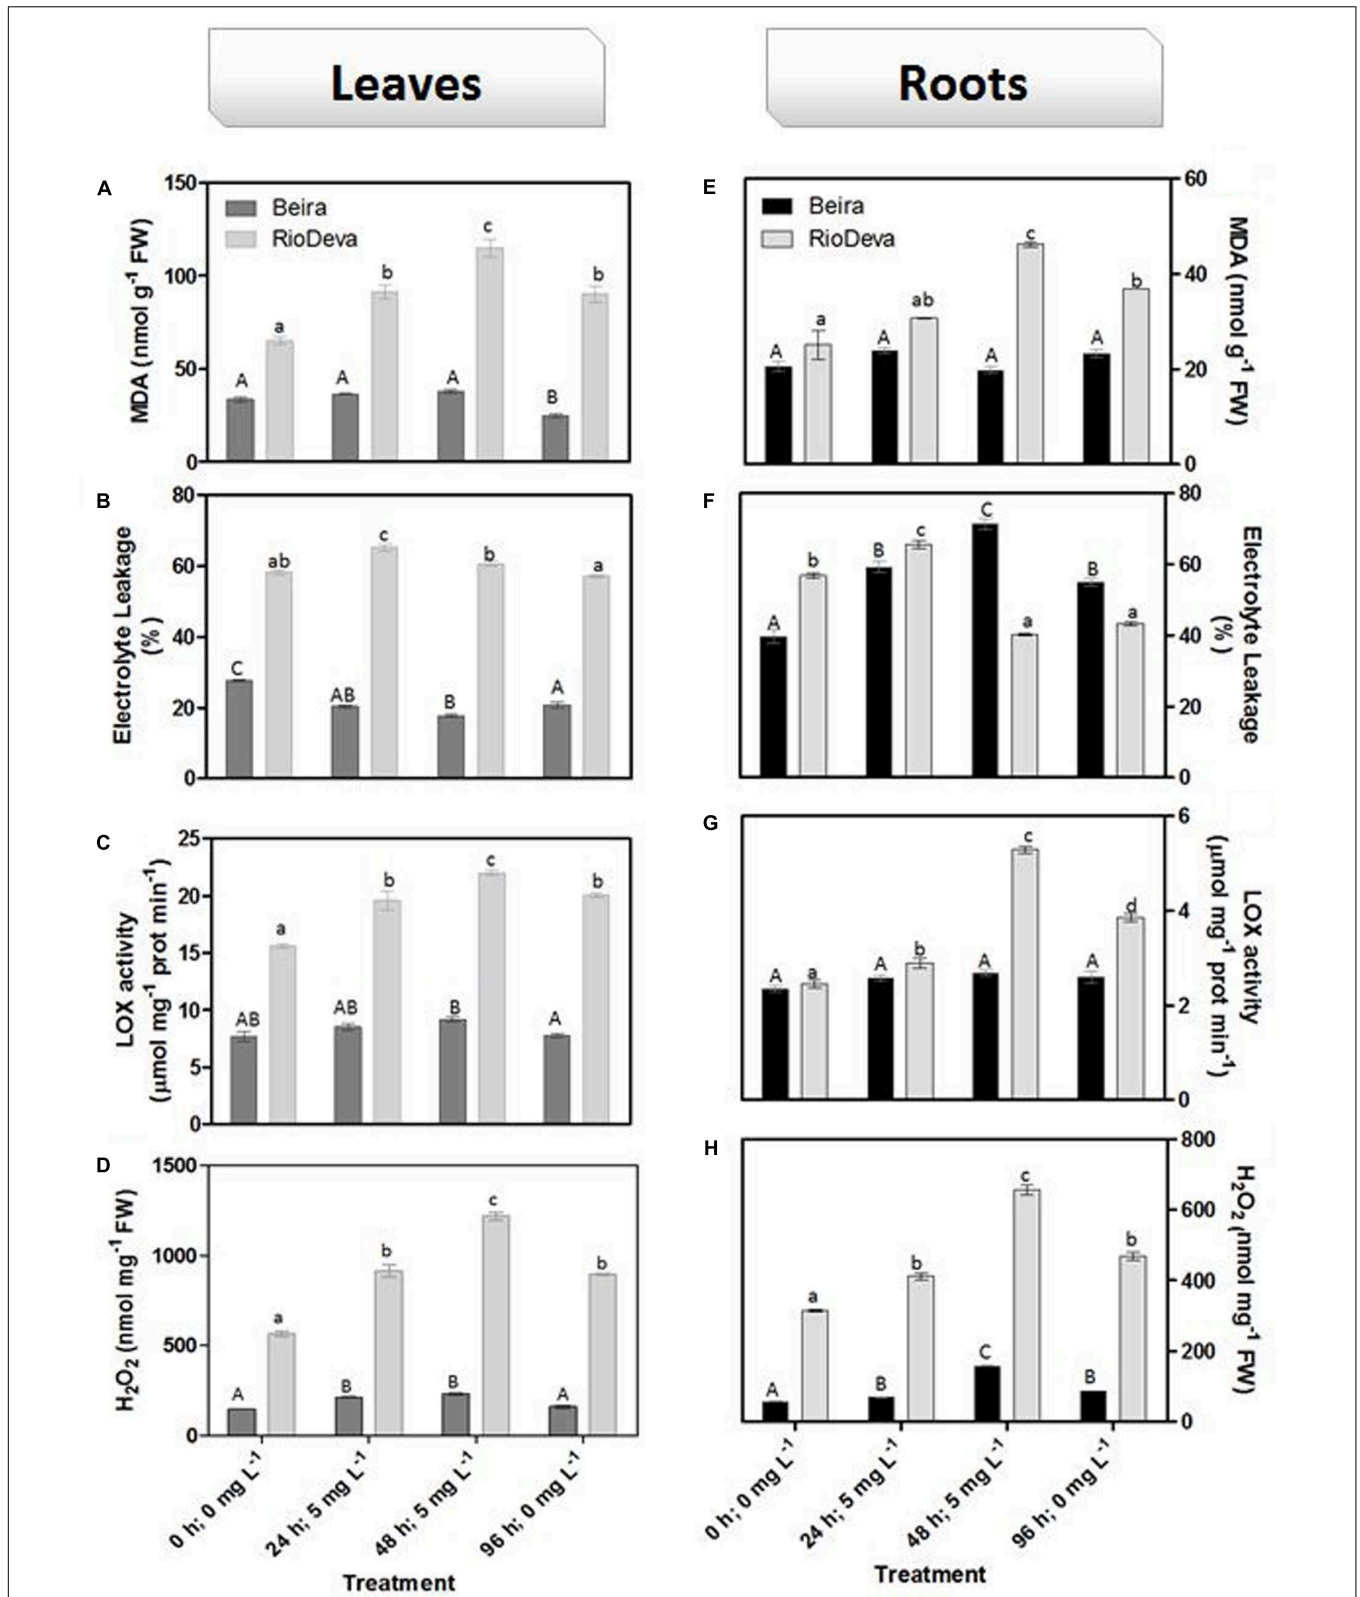 Leaves
Roots
A
MDA (nmol g-1 FW)
150
100
50
0
Beira
RioDeva
A
a
A
b
A
c
B
b
E
MDA (nmol g-1 FW)
60
40
20
0
Beira
RioDeva
A
a
A
ab
A
c
A
b
B
Electrolyte Leakage
(%)
80
60
40
20
0
C
ab
AB
c
B
b
A
a
F
Electrolyte Leakage
(%)
80
60
40
20
0
A
b
B
c
C
a
B
a
C
LOX activity
(μmol mg-1 prot min-1)
25
20
15
10
5
0
AB
a
AB
b
B
c
A
b
G
LOX activity
(μmol mg-1 prot min-1)
6
4
2
0
A
a
A
b
A
c
A
d
D
H2O2 (nmol mg-1 FW)
1500
1000
500
0
A
a
B
b
B
c
A
b
0 h; 0 mg L-1
24 h; 5 mg L-1
48 h; 5 mg L-1
96 h; 0 mg L-1
Treatment
H
H2O2 (nmol mg-1 FW)
800
600
400
200
0
A
a
B
b
C
c
B
b
0 h; 0 mg L-1
24 h; 5 mg L-1
48 h; 5 mg L-1
96 h; 0 mg L-1
Treatment